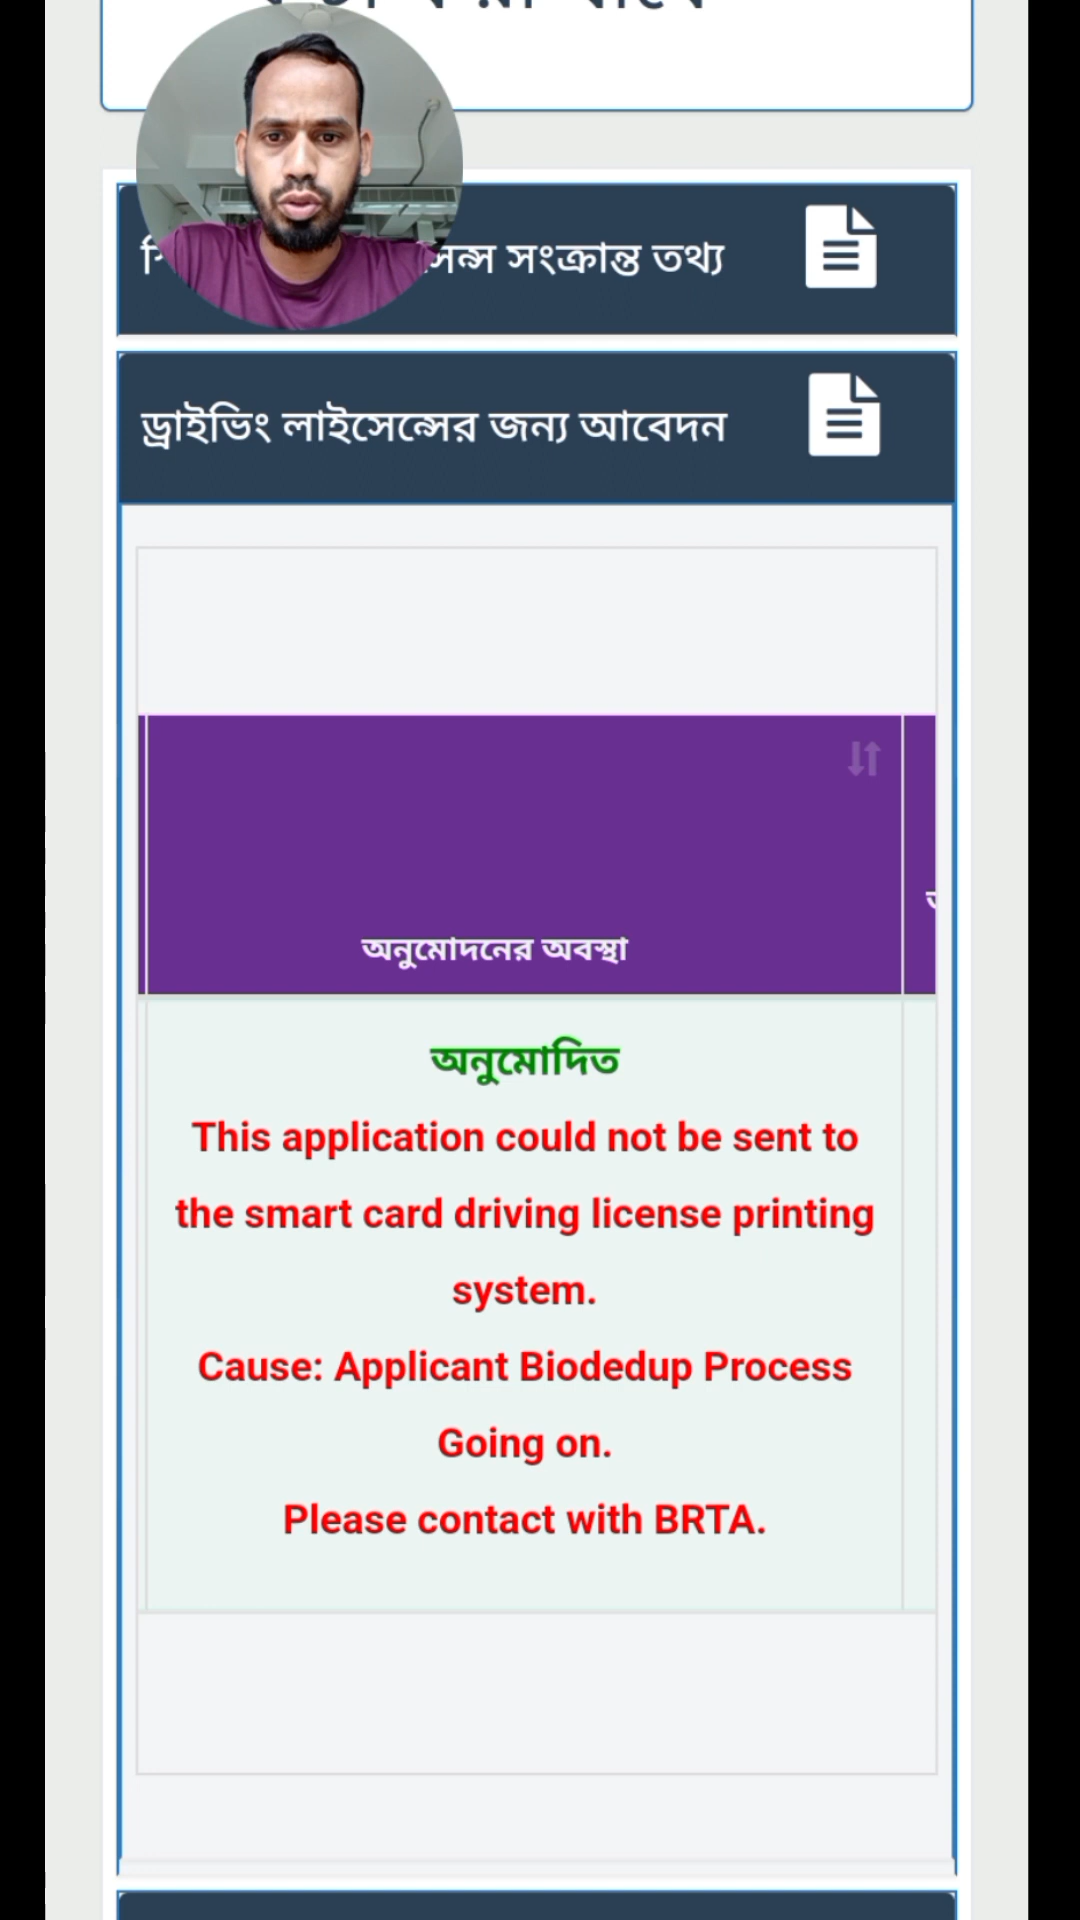 সেন্স সংক্রান্ত তথ্য
ড্রাইভিং লাইসেন্সের জন্য আবেদন
অনুমোদনের অবস্থা
অনুমোদিত
This application could not be sent to
the smart card driving license printing
system.
Cause: Applicant Biodedup Process
Going on.
Please contact with BRTA.